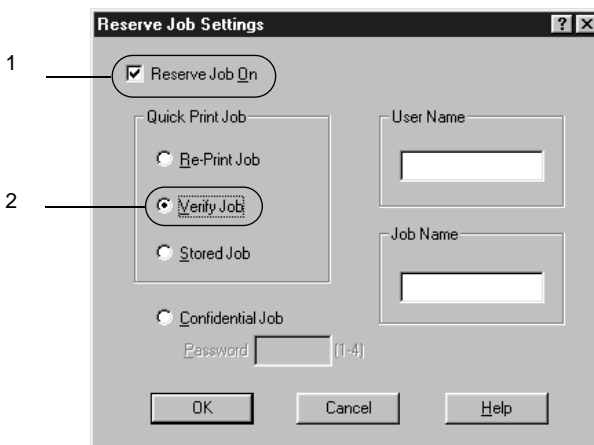 Reserve Job Settings
1
Reserve Job On
Quick Print Job
User Name
Re-Print Job
2
Verify Job
Job Name
Stored Job
Confidential Job
Password (1-4)
OK Cancel Help